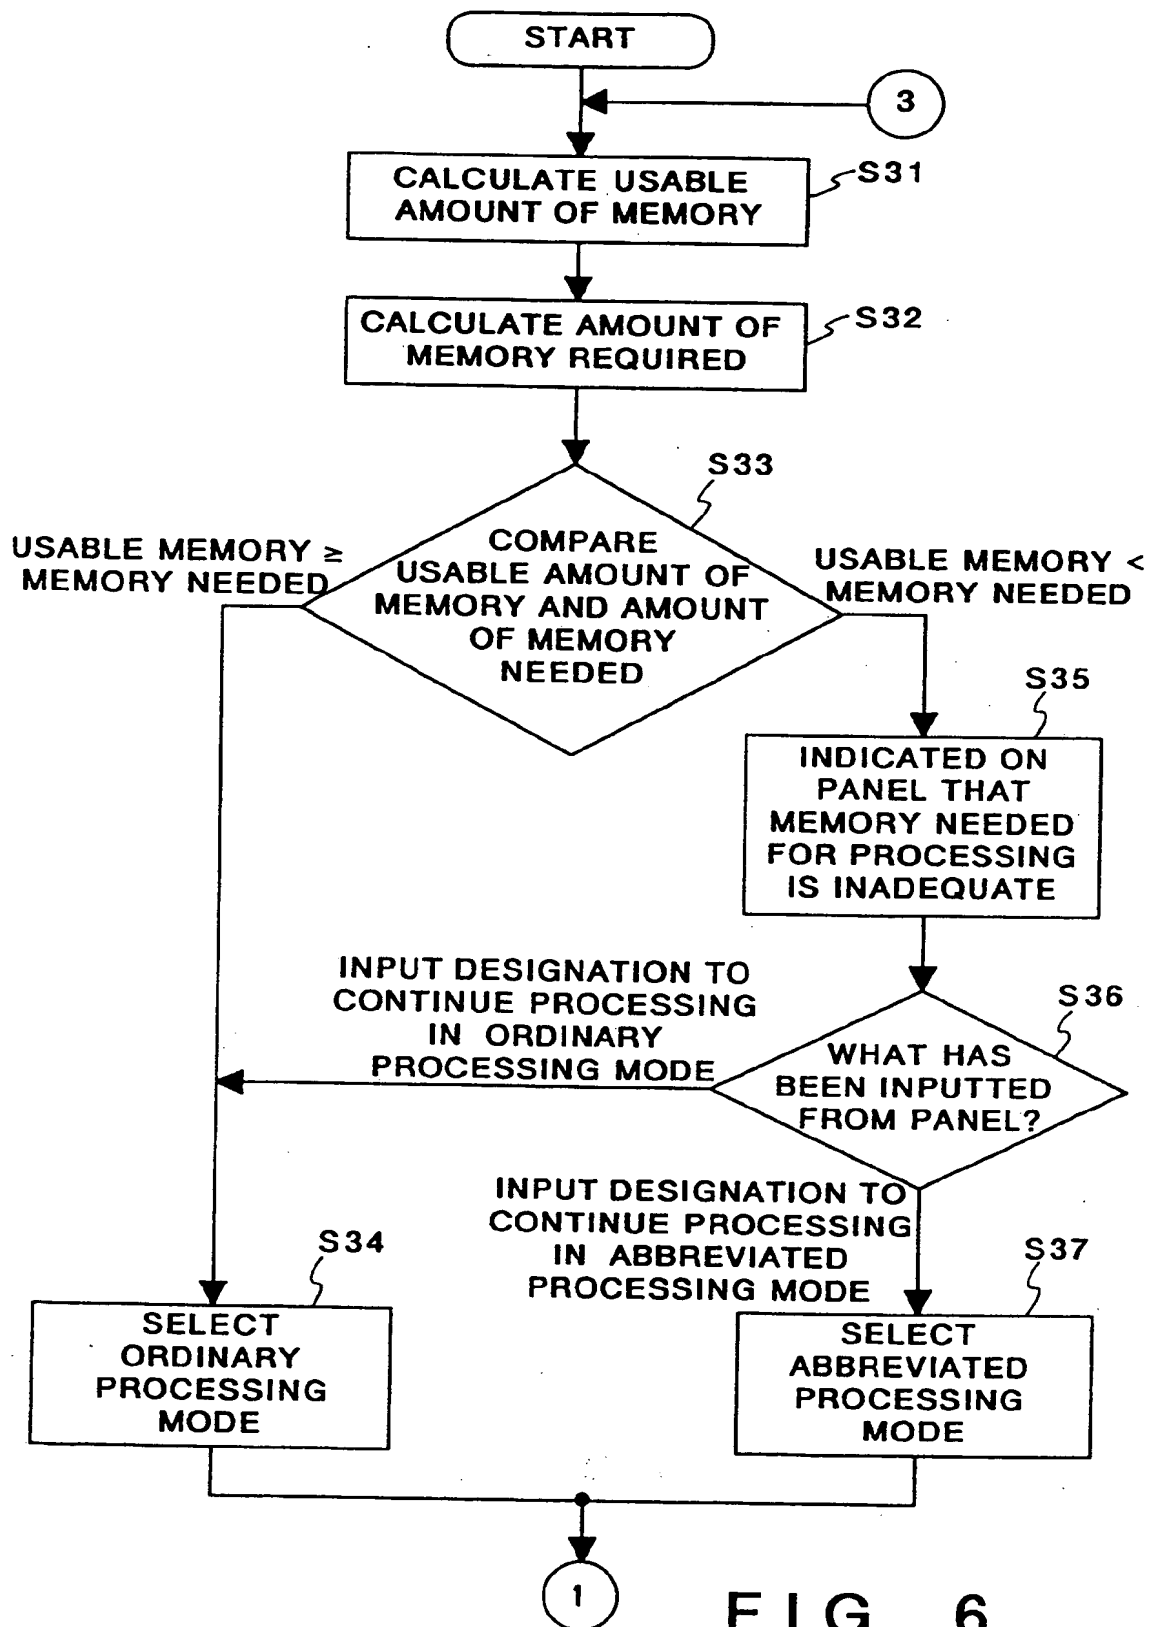 START
3
CALCULATE USABLE
AMOUNT OF MEMORY
S31
CALCULATE AMOUNT OF
MEMORY REQUIRED
S32
S33
COMPARE
USABLE AMOUNT OF
MEMORY AND AMOUNT
OF MEMORY
NEEDED
USABLE MEMORY ≥
MEMORY NEEDED
USABLE MEMORY <
MEMORY NEEDED
S35
INDICATED ON
PANEL THAT
MEMORY NEEDED
FOR PROCESSING
IS INADEQUATE
INPUT DESIGNATION TO
CONTINUE PROCESSING
IN ORDINARY
PROCESSING MODE
S36
WHAT HAS
BEEN INPUTTED
FROM PANEL?
INPUT DESIGNATION TO
CONTINUE PROCESSING
IN ABBREVIATED
PROCESSING MODE
S34
SELECT
ORDINARY
PROCESSING
MODE
S37
SELECT
ABBREVIATED
PROCESSING
MODE
1
FIG 6